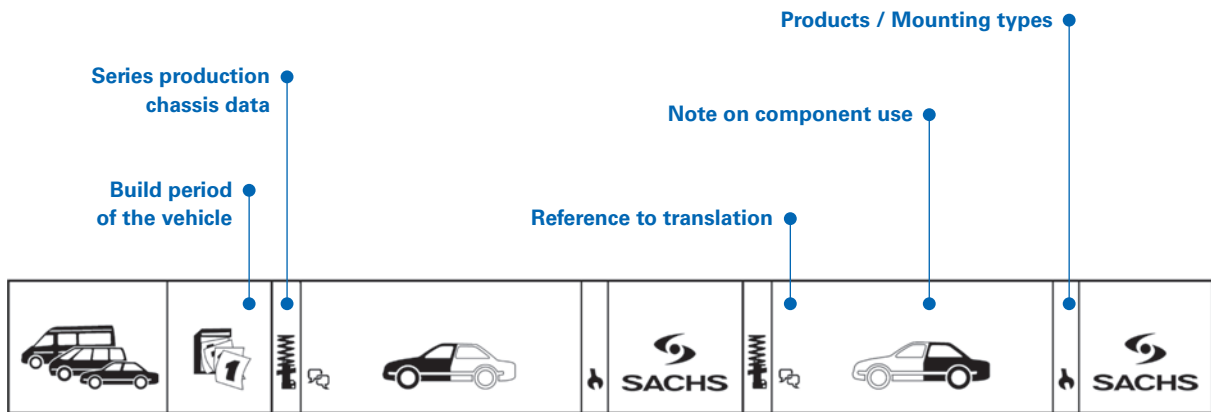 Products / Mounting types
Series production
chassis data
Note on component use
Build period
of the vehicle
Reference to translation
1
SACHS
SACHS